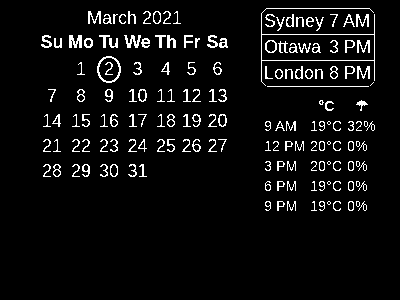 March 2021
Su Mo Tu We Th Fr Sa
1 2 3 4 5 6
7 8 9 10 11 12 13
14 15 16 17 18 19 20
21 22 23 24 25 26 27
28 29 30 31
Sydney 7 AM
Ottawa 3 PM
London 8 PM
°C ☂
9 AM 19°C 32%
12 PM 20°C 0%
3 PM 20°C 0%
6 PM 19°C 0%
9 PM 19°C 0%